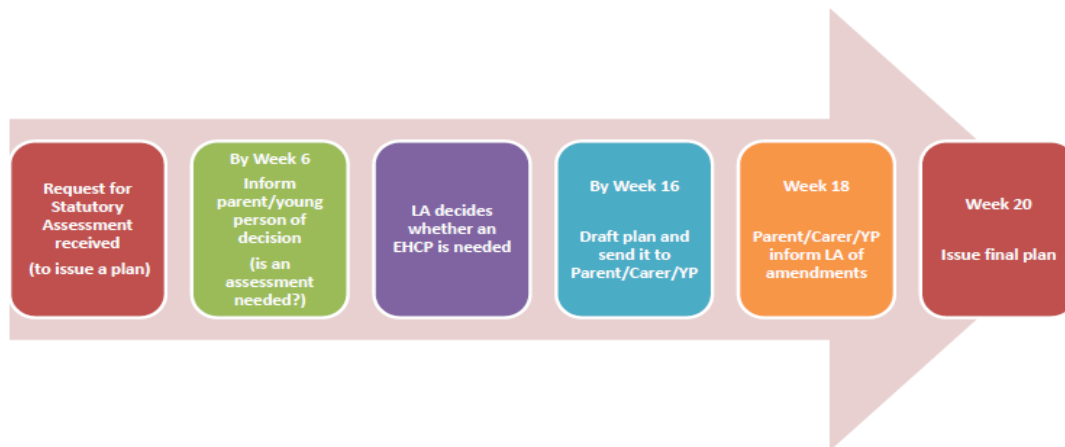 Request for
Statutory
Assessment
received
(to issue a plan)
By Week 6
Inform
parent/young
person of
decision
(is an
assessment
needed?)
LA decides
whether an
EHCP is needed
By Week 16
Draft plan and
send it to
Parent/Carer/YP
Week 18
Parent/Carer/YP
inform LA of
amendments
Week 20
Issue final plan